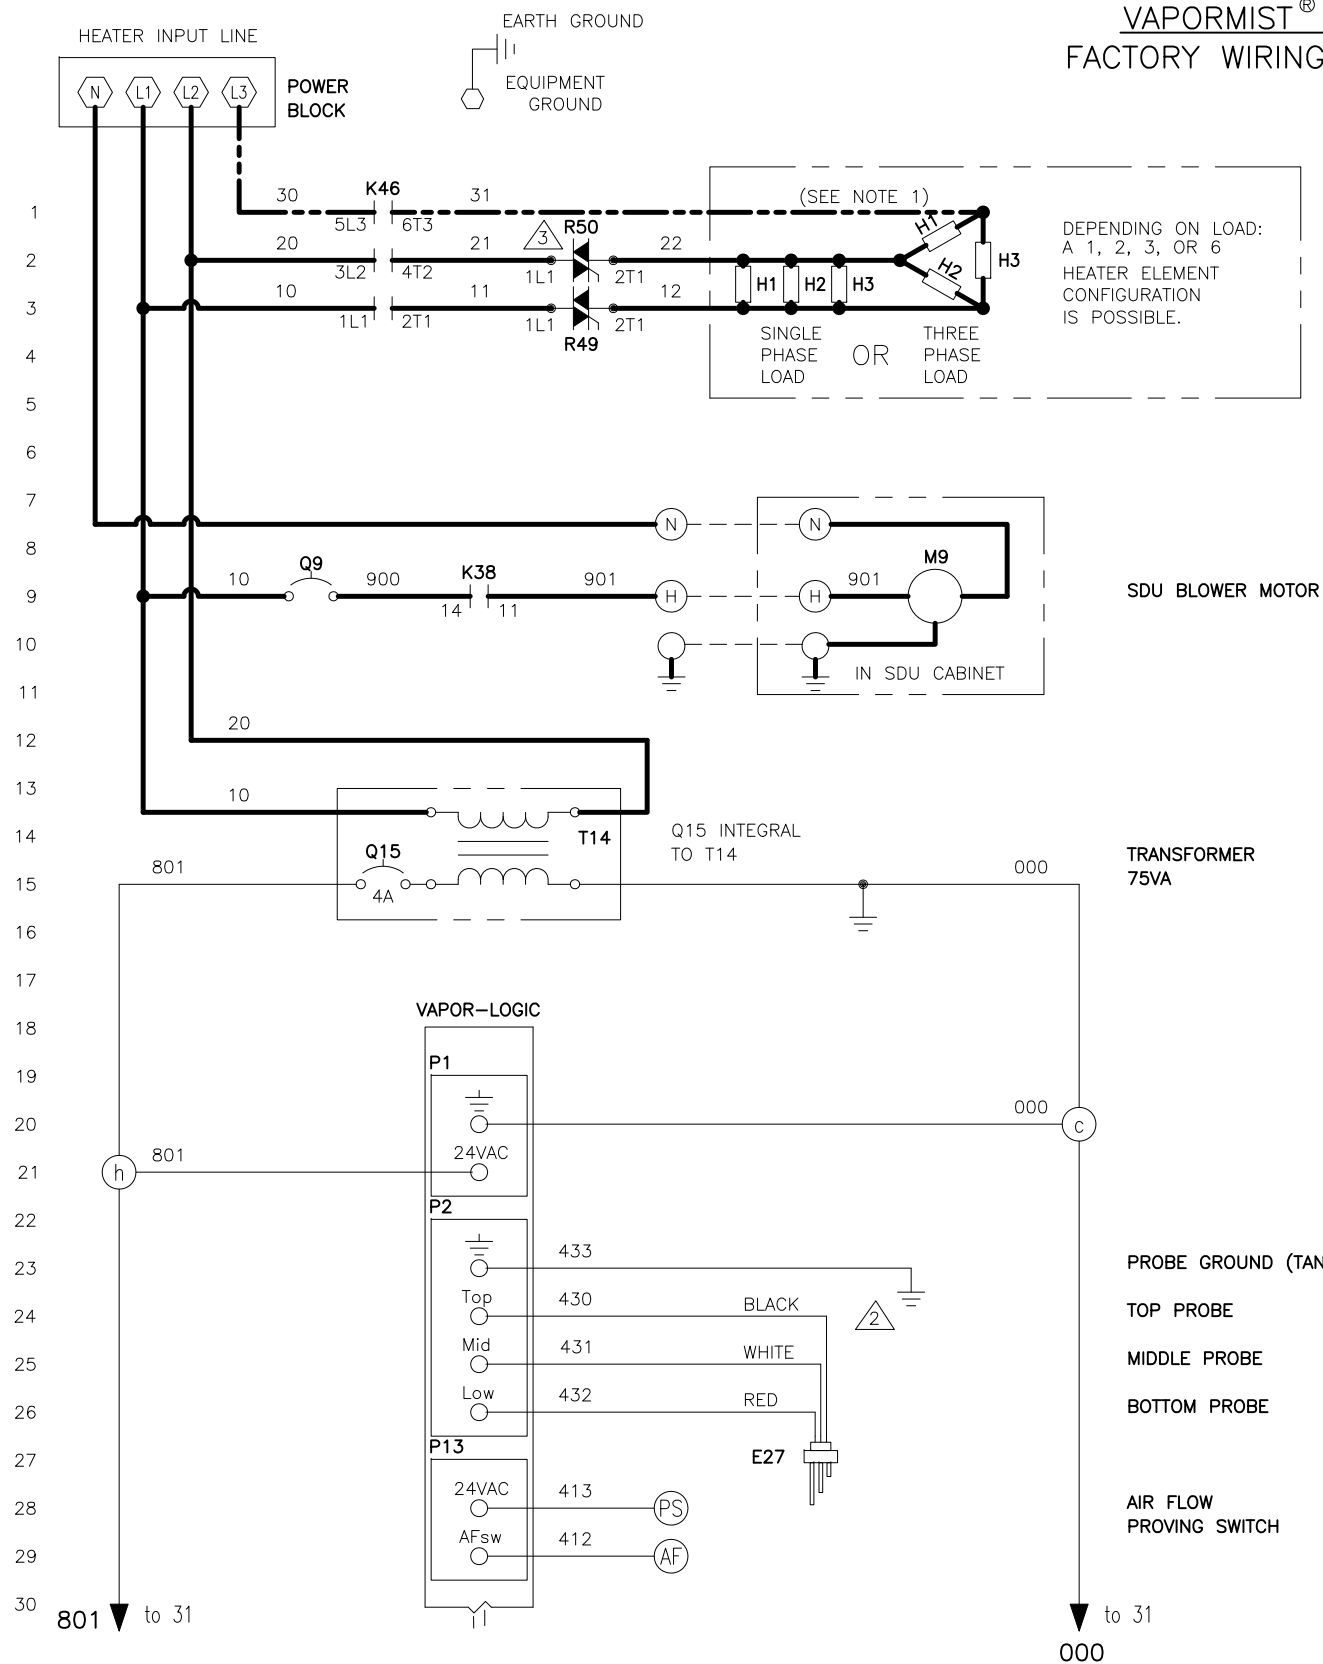 VAPORMIST®
FACTORY WIRING
EARTH GROUND
HEATER INPUT LINE
EQUIPMENT
GROUND
N L1 L2 L3
POWER
BLOCK
1
30 K46 31 (SEE NOTE 1)
5L3 6T3
H1
2
20 21 3 R50 22
3L2 4T2 1L1 2T1
H1 H2 H3 H2 H3
DEPENDING ON LOAD:
A 1, 2, 3, OR 6
HEATER ELEMENT
CONFIGURATION
IS POSSIBLE.
3
10 11 12
1L1 2T1 1L1 2T1
R49
4
SINGLE
PHASE
LOAD
OR
THREE
PHASE
LOAD
5
6
7
N N
8
9
10 Q9 900 K38 901 H H 901 M9
14 11
SDU BLOWER MOTOR
10
IN SDU CABINET
11
12
20
13
10
14
T14
Q15 INTEGRAL
TO T14
15
801 Q15 000
4A
TRANSFORMER
75VA
16
17
18
VAPOR-LOGIC
19
P1
20
000 c
21
h 801 24VAC
22
P2
23
433
PROBE GROUND (TAN
24
Top 430 BLACK 2
TOP PROBE
25
Mid 431 WHITE
MIDDLE PROBE
26
Low 432 RED
BOTTOM PROBE
27
P13 E27
28
24VAC 413 PS
AIR FLOW
PROVING SWITCH
29
AFsw 412 AF
30
801 to 31
to 31
000